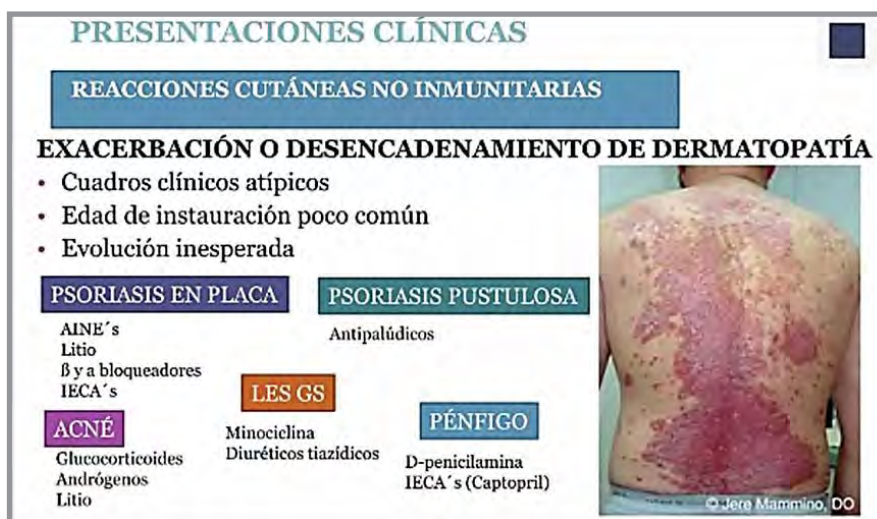 PRESENTACIONES CLÍNICAS
REACCIONES CUTÁNEAS NO INMUNITARIAS
EXACERBACIÓN O DESENCADENAMIENTO DE DERMATOPATÍA
• Cuadros clínicos atípicos
• Edad de instauración poco común
• Evolución inesperada
PSORIASIS EN PLACA
AINE´s
Litio
ß y a bloqueadores
IECA´s
PSORIASIS PUSTULOSA
Antipalúdicos
ACNÉ
Glucocorticoides
Andrógenos
Litio
LES GS
Minociclina
Diuréticos tiazídicos
PÉNFIGO
D-penicilamina
IECA´s (Captopril)
© Jere Mammino, DO